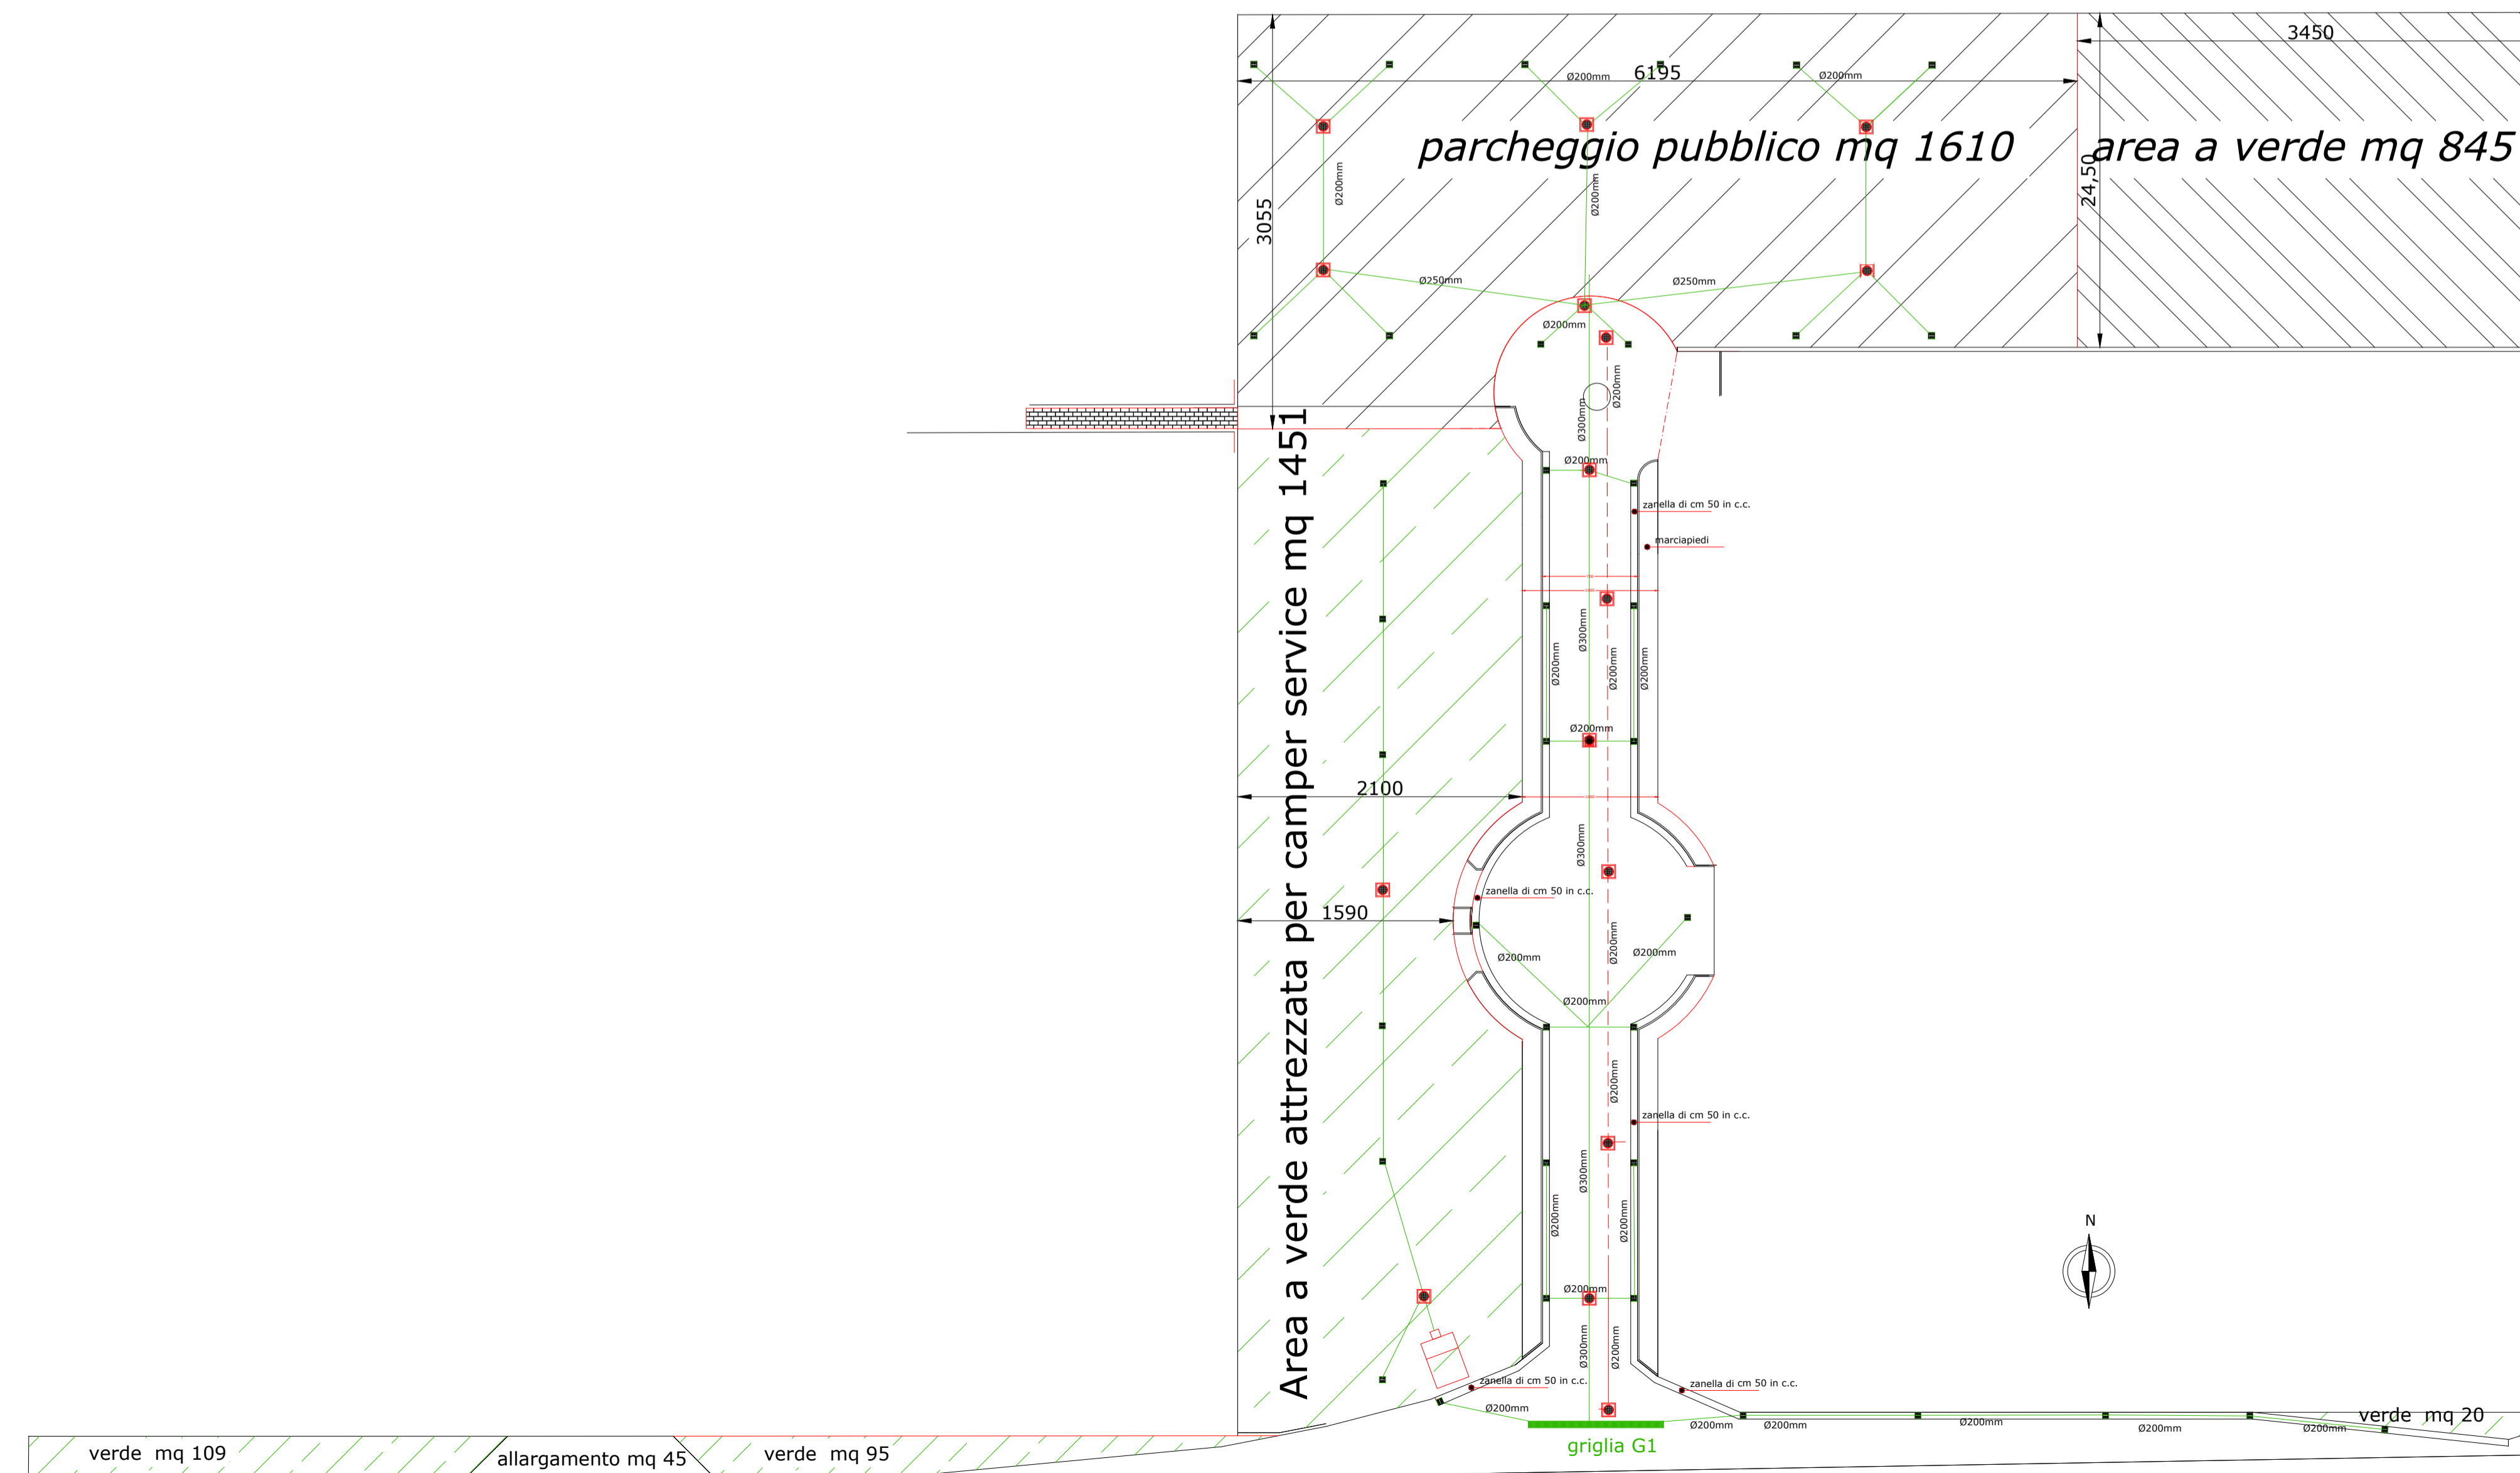 3450
6195
Ø200mm
Ø200mm
parcheggio pubblico mq 1610
area a verde mq 845
24,50
Ø200mm
Ø200mm
3055
Ø250mm
Ø250mm
Ø200mm
Ø200mm
Ø300mm
Area a verde attrezzata per camper service mq 1451
Ø200mm
zanella di cm 50 in c.c.
marciapiedi
Ø300mm
Ø200mm
Ø200mm
Ø200mm
Ø200mm
2100
Ø300mm
zanella di cm 50 in c.c.
1590
Ø200mm
Ø200mm
Ø200mm
Ø200mm
Ø200mm
zanella di cm 50 in c.c.
Ø300mm
Ø200mm
Ø200mm
N
Ø200mm
Ø300mm
Ø200mm
zanella di cm 50 in c.c.
zanella di cm 50 in c.c.
Ø200mm
Ø200mm
Ø200mm
Ø200mm
Ø200mm
Ø200mm
verde mq 20
griglia G1
verde mq 109
allargamento mq 45
verde mq 95